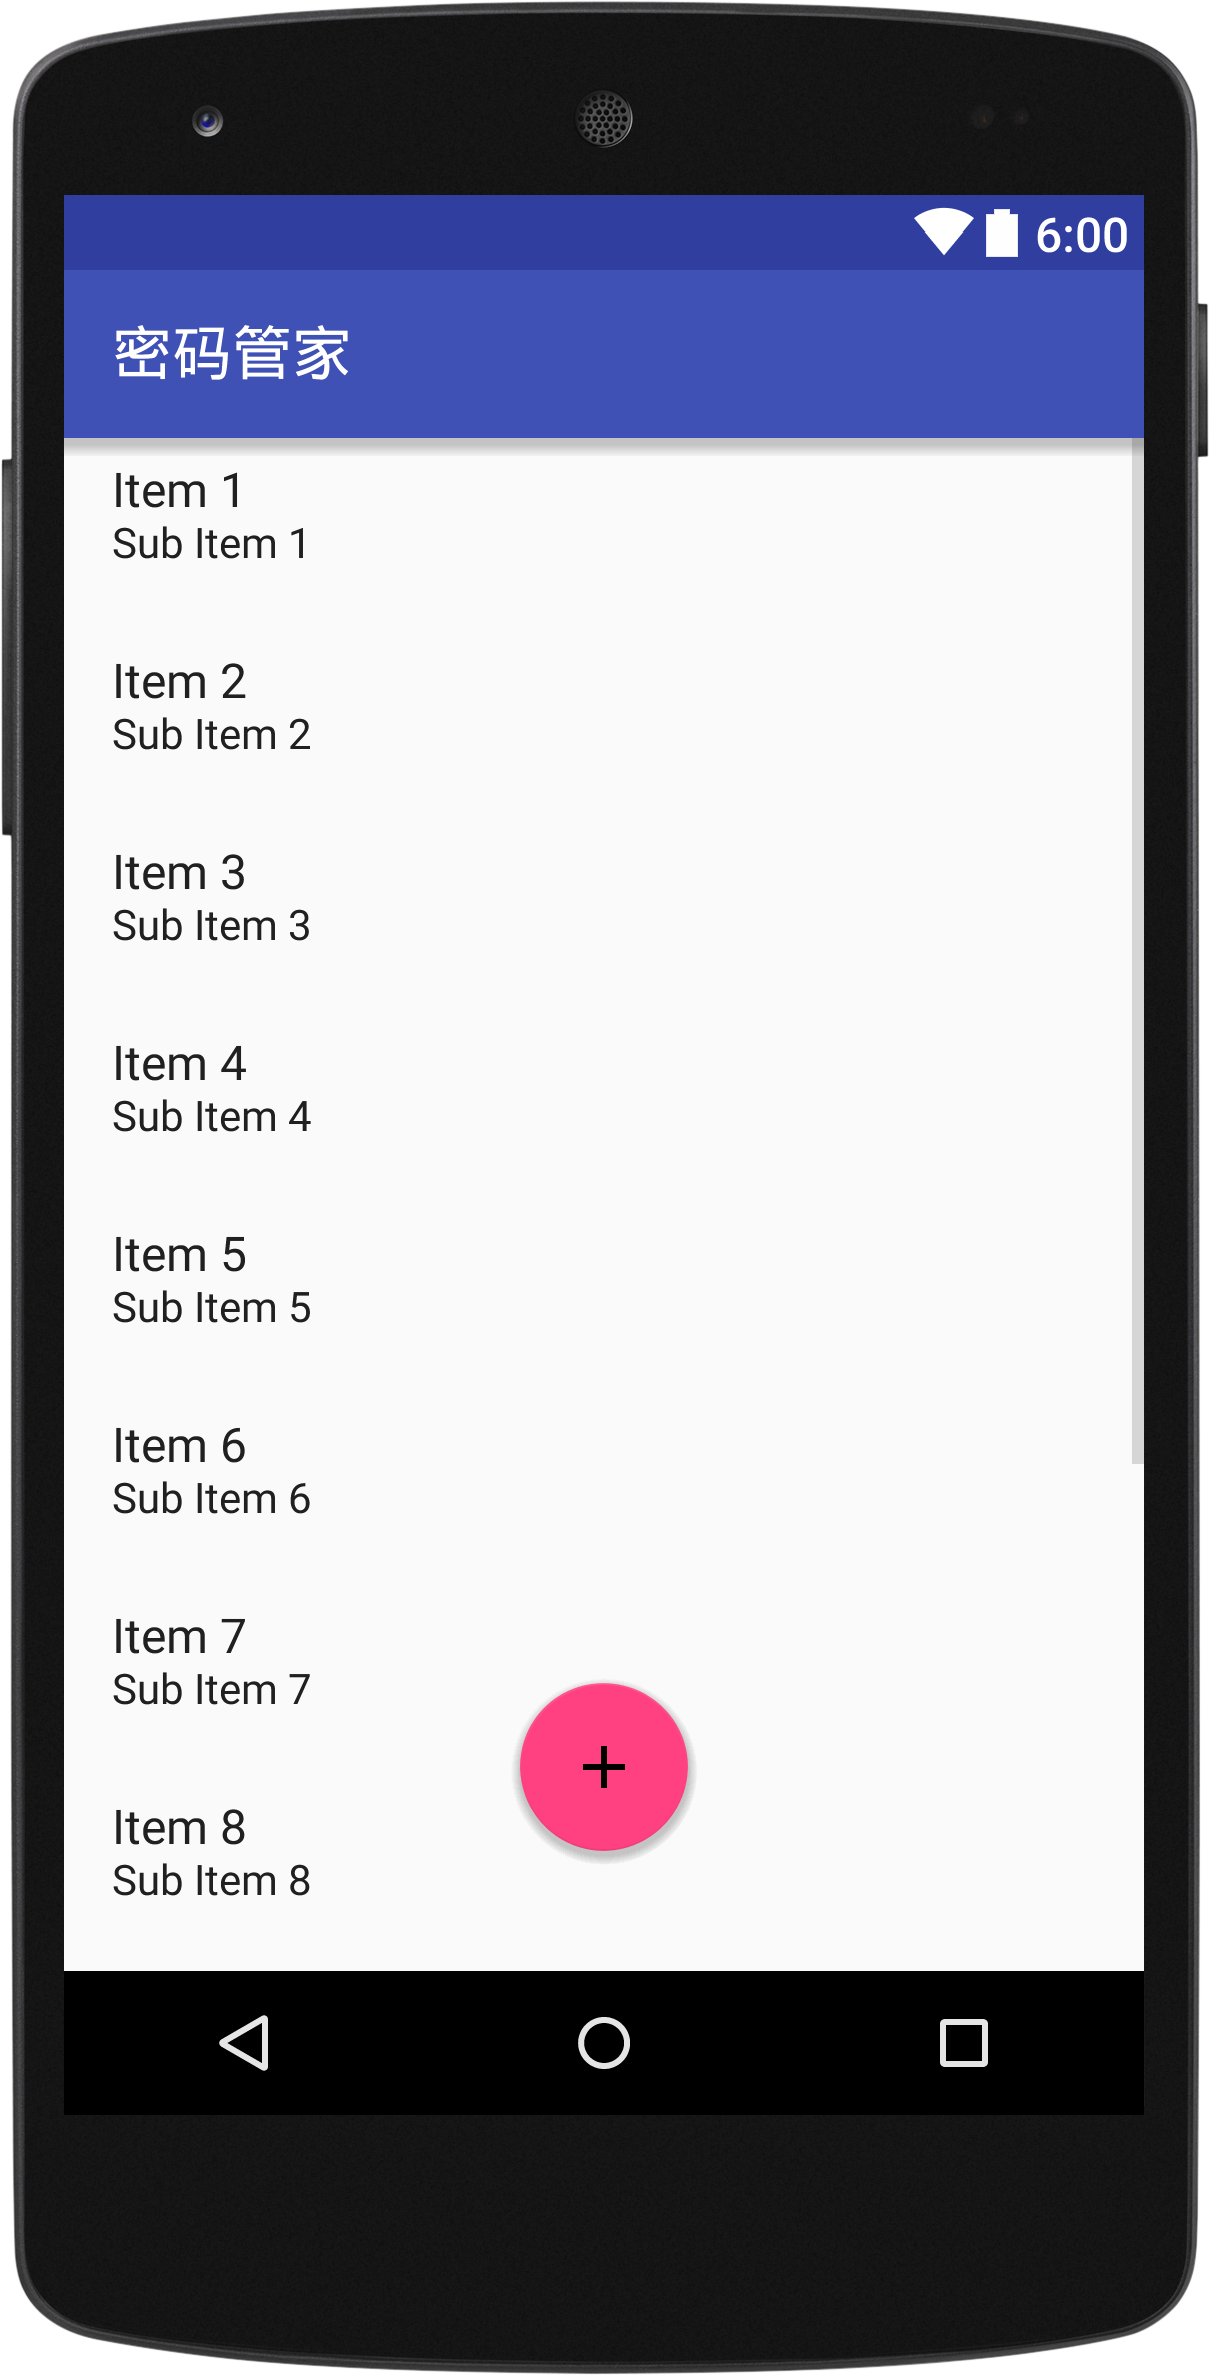 6:00
密码管家
Item 1
Sub Item 1
Item 2
Sub Item 2
Item 3
Sub Item 3
Item 4
Sub Item 4
Item 5
Sub Item 5
Item 6
Sub Item 6
Item 7
Sub Item 7
Item 8
Sub Item 8